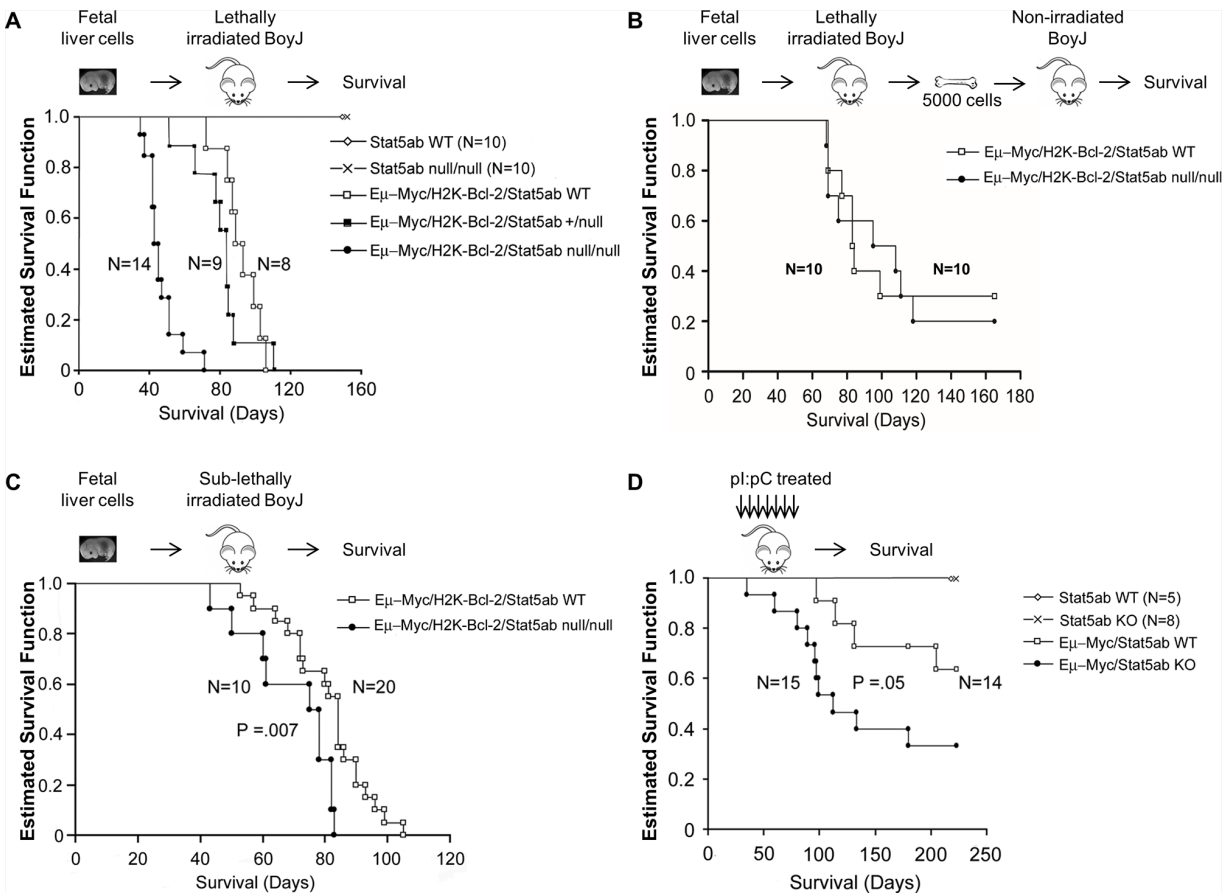 A
Fetal
liver cells
Lethally
irradiated BoyJ
Survival
Estimated Survival Function
1.0
0.8
0.6
0.4
0.2
0
0 40 80 120 160
Survival (Days)
N=14
N=9
N=8
Stat5ab WT (N=10)
Stat5ab null/null (N=10)
Eµ–Myc/H2K-Bcl-2/Stat5ab WT
Eµ–Myc/H2K-Bcl-2/Stat5ab +/null
Eµ–Myc/H2K-Bcl-2/Stat5ab null/null
B
Fetal
liver cells
Lethally
irradiated BoyJ
5000 cells
Non-irradiated
BoyJ
Survival
Estimated Survival Function
1.0
0.8
0.6
0.4
0.2
0
0 20 40 60 80 100 120 140 160 180
Survival (Days)
N=10
N=10
Eµ–Myc/H2K-Bcl-2/Stat5ab WT
Eµ–Myc/H2K-Bcl-2/Stat5ab null/null
C
Fetal
liver cells
Sub-lethally
irradiated BoyJ
Survival
Estimated Survival Function
1.0
0.8
0.6
0.4
0.2
0
0 20 40 60 80 100 120
Survival (Days)
N=10
N=20
P =.007
Eµ–Myc/H2K-Bcl-2/Stat5ab WT
Eµ–Myc/H2K-Bcl-2/Stat5ab null/null
D
pI:pC treated
Survival
Estimated Survival Function
1.0
0.8
0.6
0.4
0.2
0
0 50 100 150 200 250
Survival (Days)
N=15
P =.05
N=14
Stat5ab WT (N=5)
Stat5ab KO (N=8)
Eµ–Myc/Stat5ab WT
Eµ–Myc/Stat5ab KO